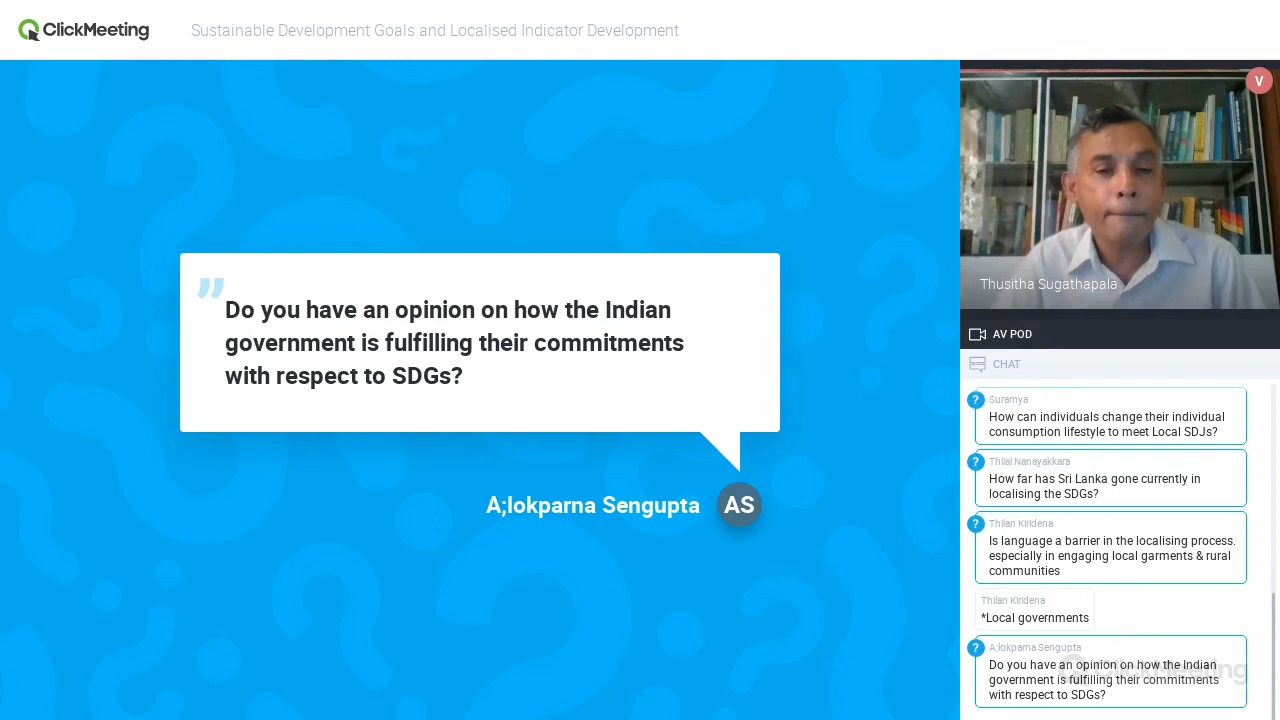 ClickMeeting
Sustainable Development Goals and Localised Indicator Development
Do you have an opinion on how the Indian
government is fulfilling their commitments
with respect to SDGs?
A;lokparna Sengupta
AS
V
Thusitha Sugathapala
AV POD
CHAT
?
Suramya
How can individuals change their individual
consumption lifestyle to meet Local SDJs?
?
Thilal Nanayakkara
How far has Sri Lanka gone currently in
localising the SDGs?
?
Thilan Kiridena
Is language a barrier in the localising process.
especially in engaging local garments & rural
communities
Thilan Kiridena
*Local governments
?
A;lokparna Sengupta
Do you have an opinion on how the Indian
government is fulfilling their commitments
with respect to SDGs?
ClickMeeting